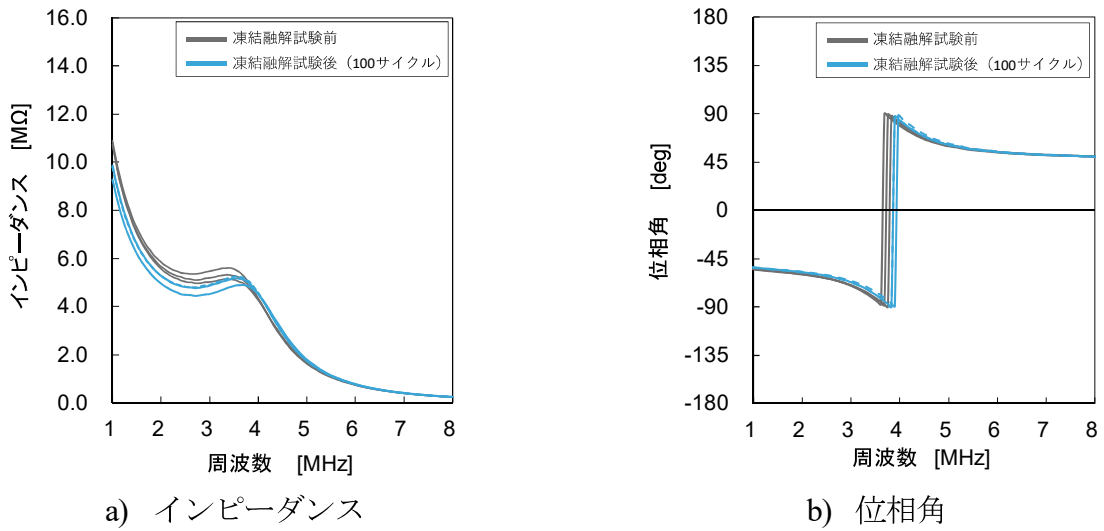 16.0
14.0
12.0
10.0
8.0
6.0
4.0
2.0
0.0
インピーダンス [MΩ]
凍結融解試験前
凍結融解試験後（100サイクル）
1 2 3 4 5 6 7 8
周波数 [MHz]
a) インピーダンス
180
135
90
45
0
-45
-90
-135
-180
位相角 [deg]
凍結融解試験前
凍結融解試験後（100サイクル）
1 2 3 4 5 6 7 8
周波数 [MHz]
b) 位相角